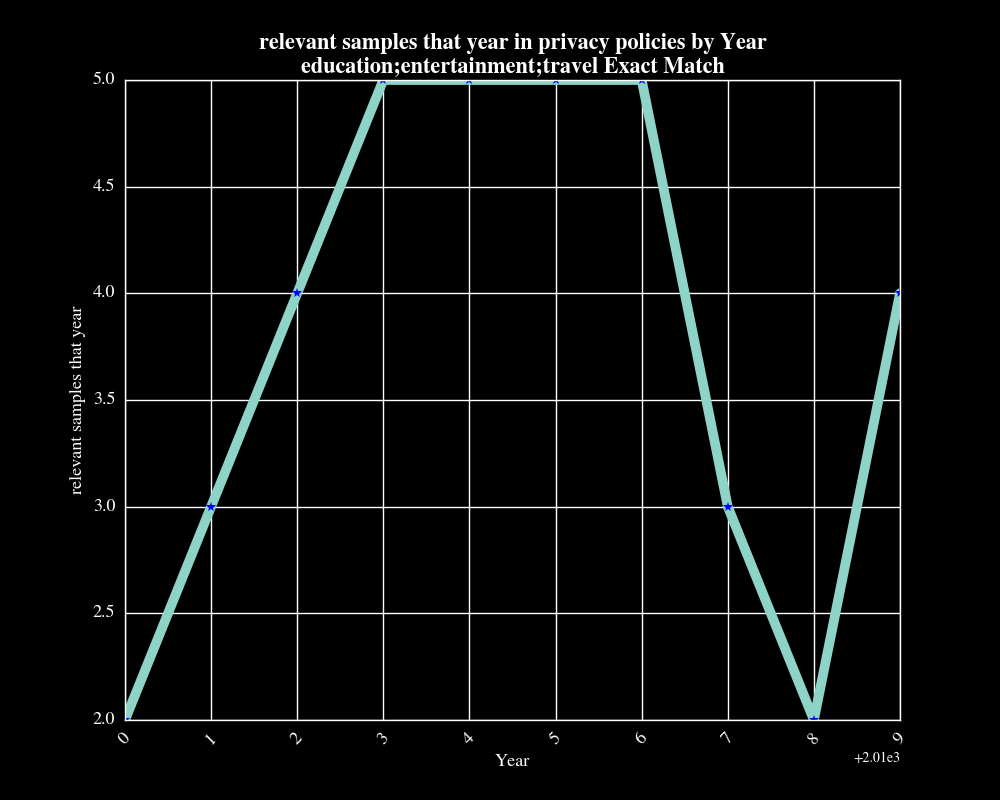 relevant samples that year in privacy policies by Year
education;entertainment;travel Exact Match
5.0
4.5
4.0
3.5
3.0
2.5
2.0
relevant samples that year
0 1 2 3 4 5 6 7 8 9
Year
+2.01e3